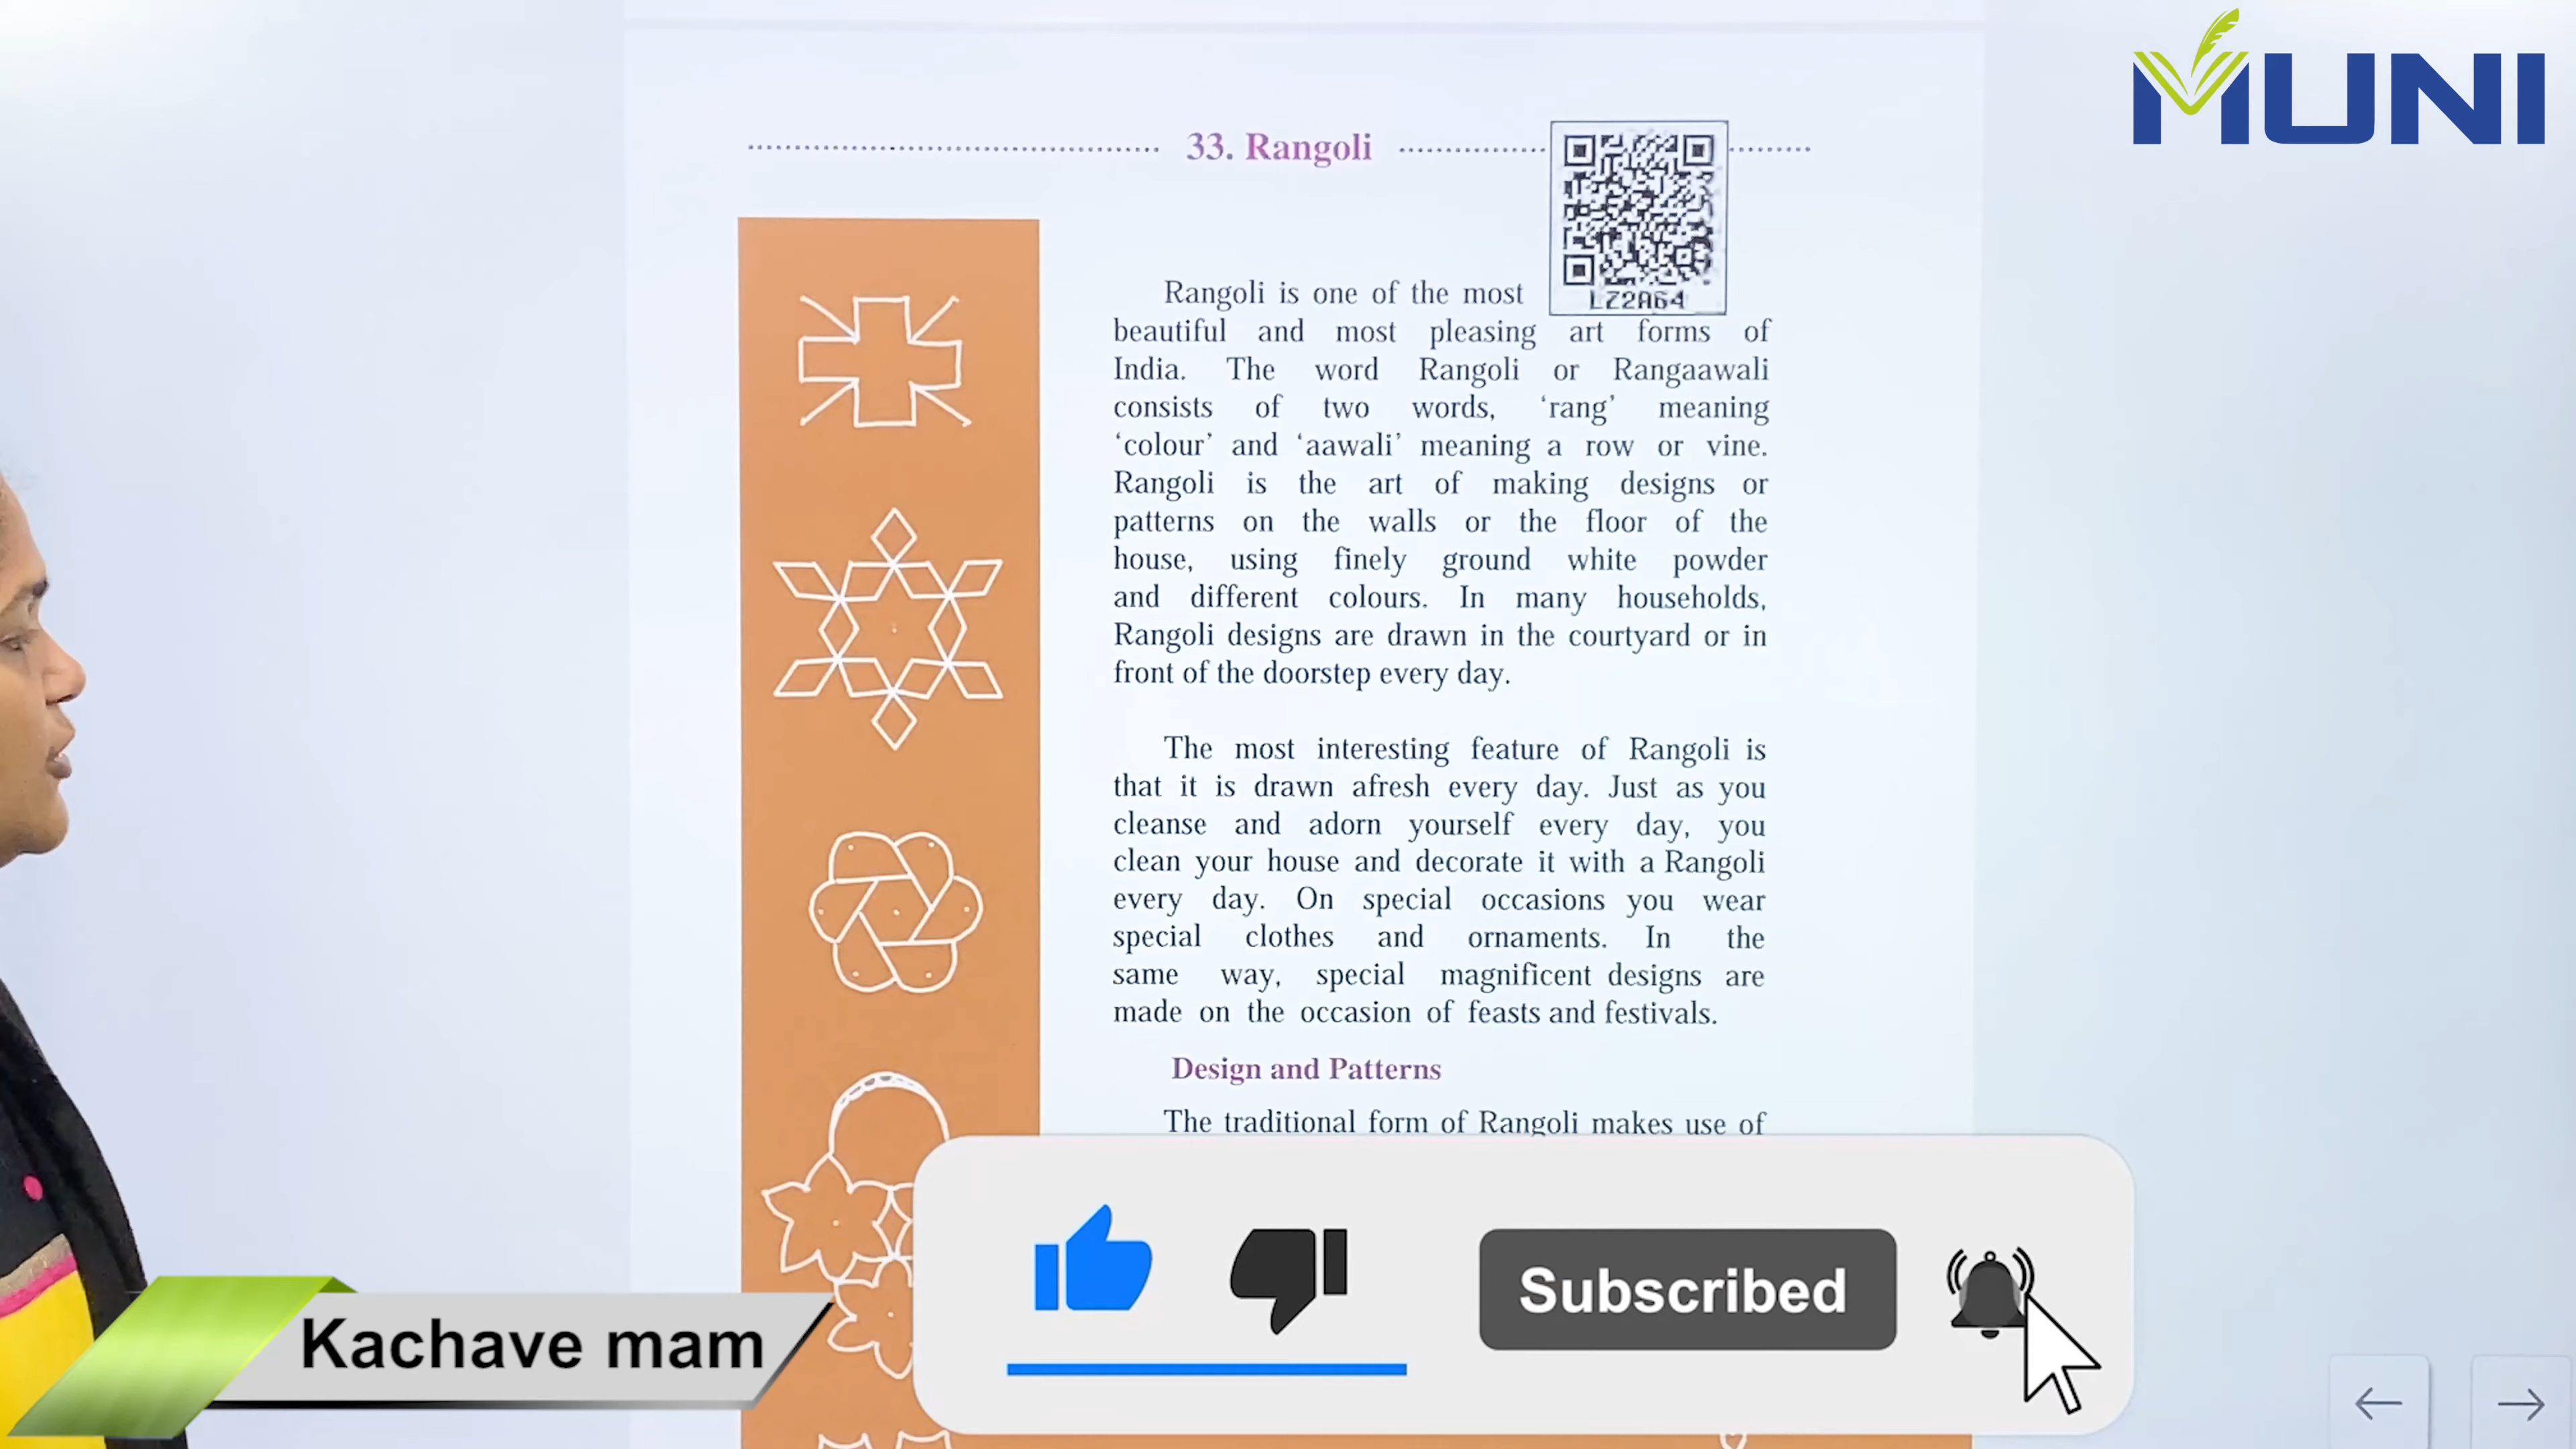 MUNI
33. Rangoli
LZ2A64
Rangoli is one of the most
beautiful and most pleasing art forms of
India. The word Rangoli or Rangaawali
consists of two words, ‘rang’ meaning
‘colour’ and ‘aawali’ meaning a row or vine.
Rangoli is the art of making designs or
patterns on the walls or the floor of the
house, using finely ground white powder
and different colours. In many households,
Rangoli designs are drawn in the courtyard or in
front of the doorstep every day.
The most interesting feature of Rangoli is
that it is drawn afresh every day. Just as you
cleanse and adorn yourself every day, you
clean your house and decorate it with a Rangoli
every day. On special occasions you wear
special clothes and ornaments. In the
same way, special magnificent designs are
made on the occasion of feasts and festivals.
Design and Patterns
The traditional form of Rangoli makes use of
Subscribed
Kachave mam